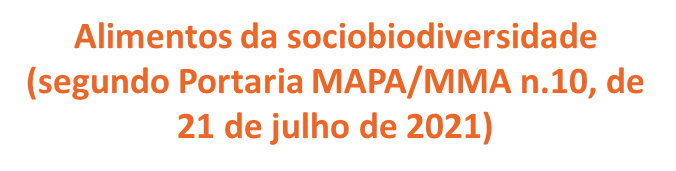 Alimentos da sociobiodiversidade
(segundo Portaria MAPA/MMA n.10, de
21 de julho de 2021)